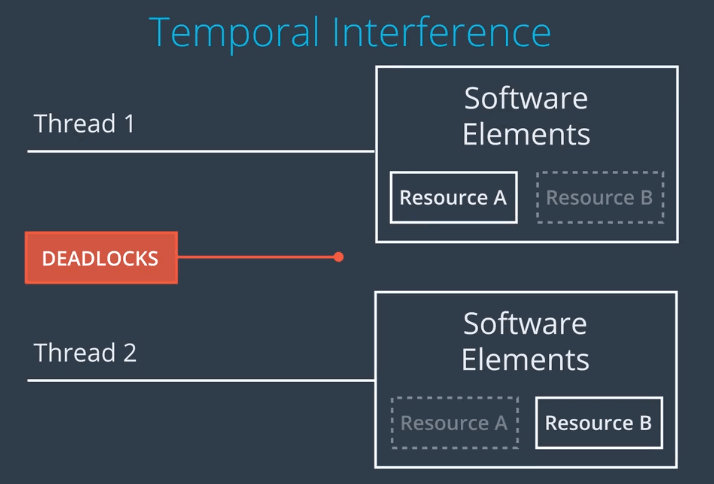 Temporal Interference
Thread 1
Software
Elements
Resource A
Resource B
DEADLOCKS
Thread 2
Software
Elements
Resource A
Resource B